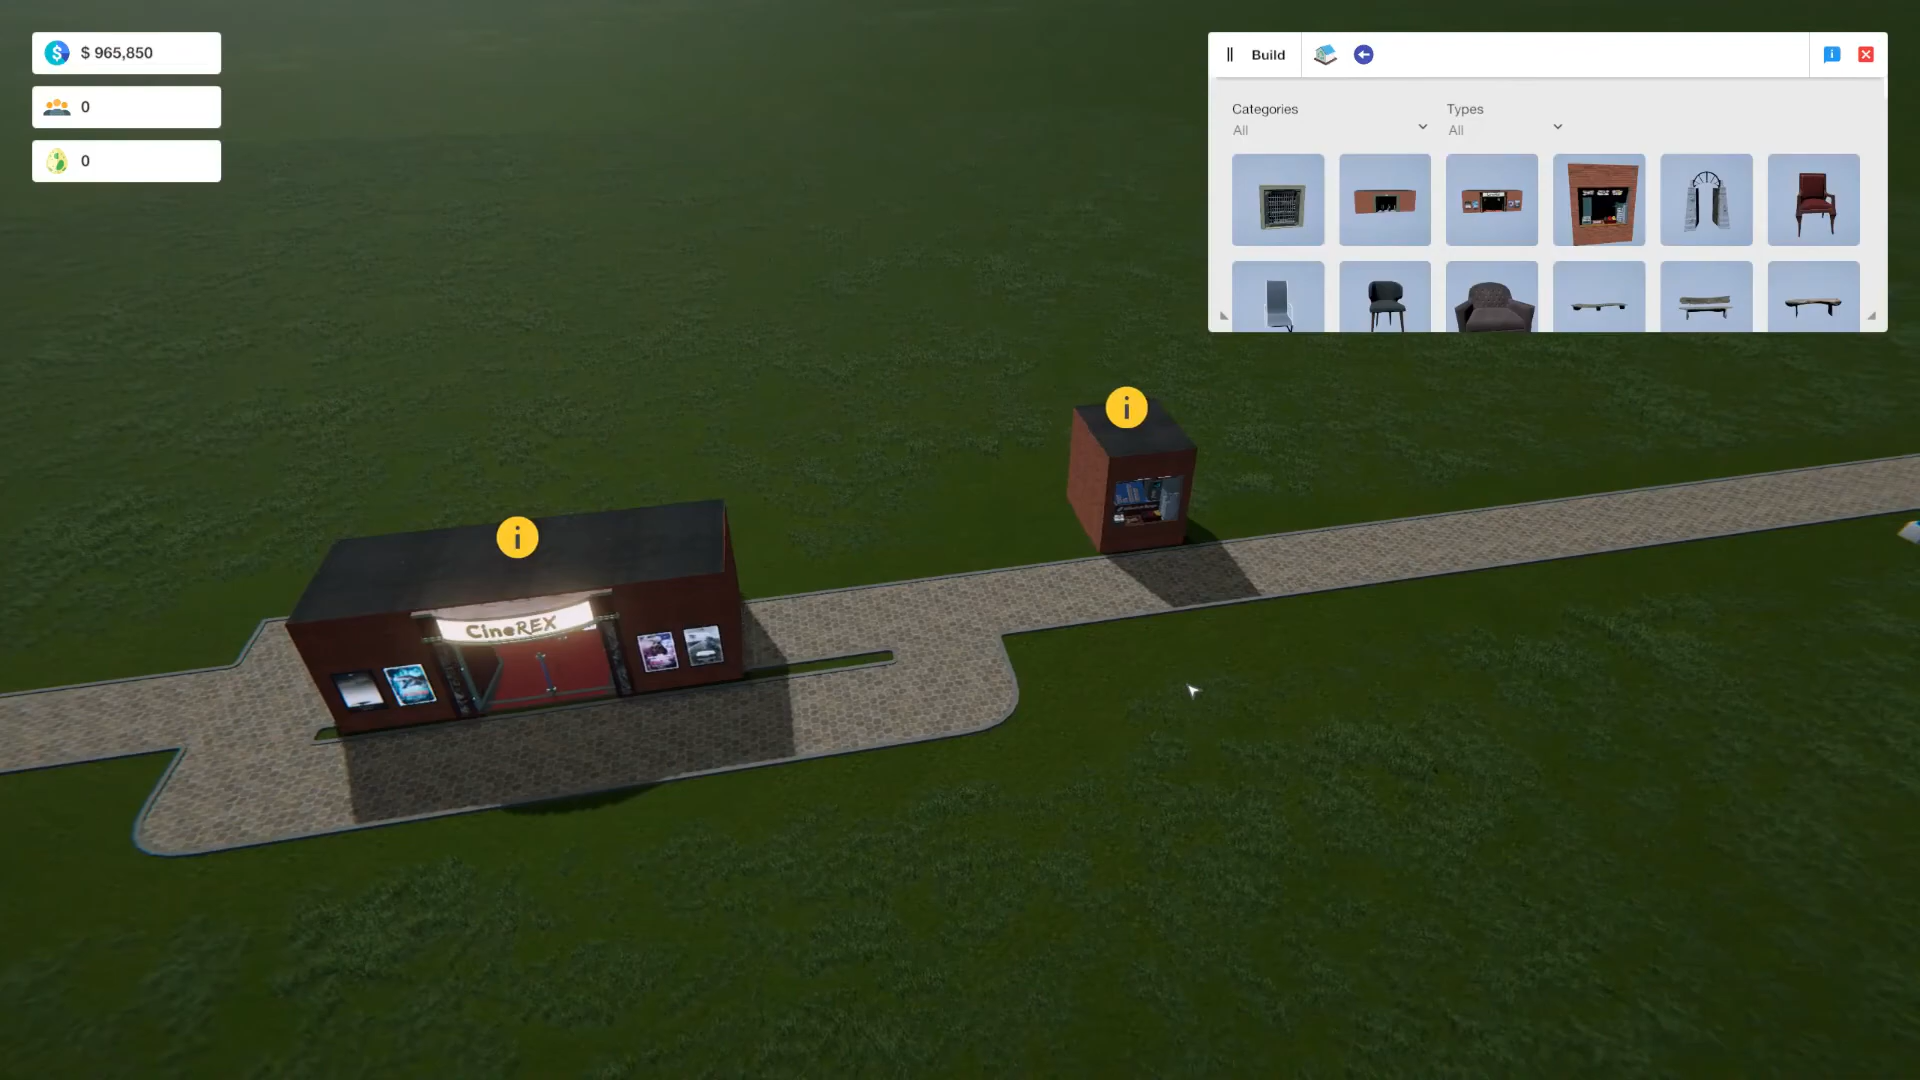 $ 965,850
0
0
Build
Categories
Types
All
All
CineREX